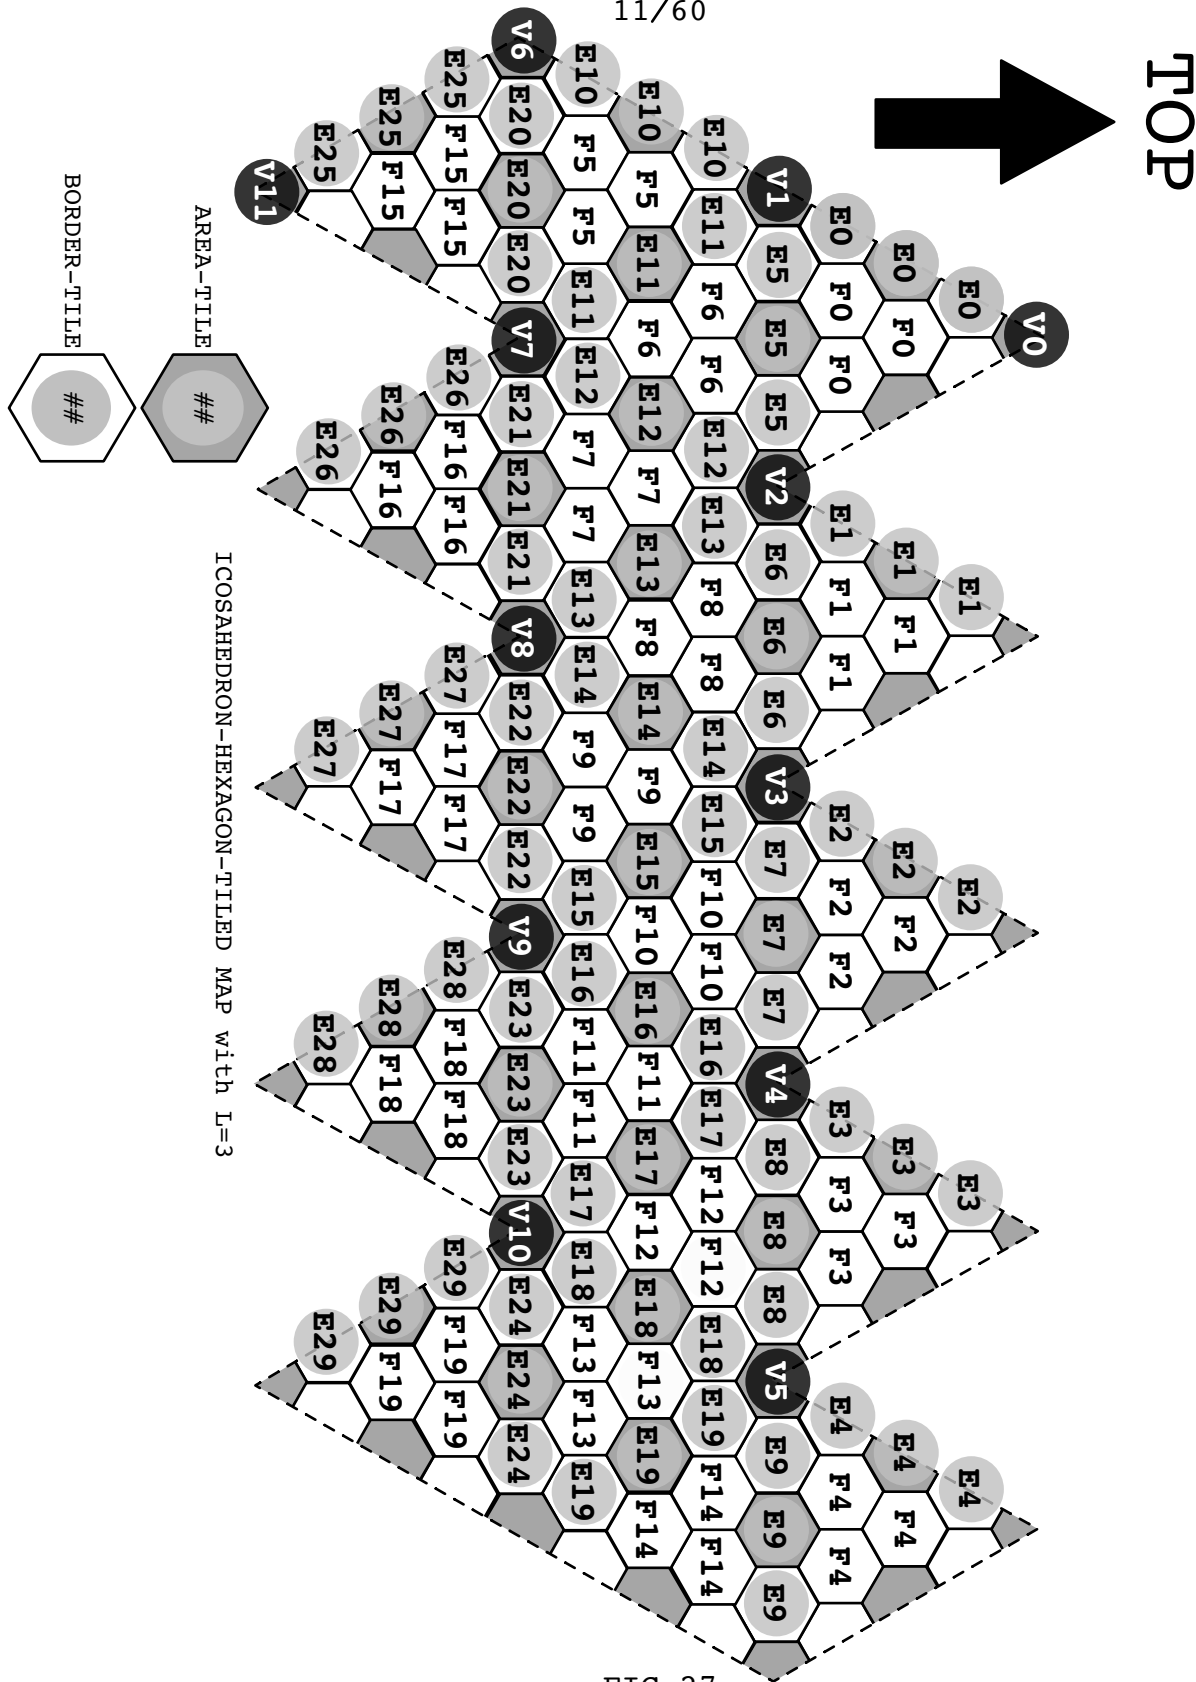 11/60
TOP
V0
E0 E1 E2 E3 E4
E0 F0 E1 F1 E2 F2 E3 F3 E4 F4
E0 F0 F0 E1 F1 F1 E2 F2 F2 E3 F3 F3 E4 F4 F4
V1 E5 E5 E5 V2 E6 E6 E6 V3 E7 E7 E7 V4 E8 E8 E8 V5 E9 E9 E9
E10 E11 F6 F6 E12 E13 F8 F8 E14 E15 F10 F10 E16 E17 F12 F12 E18 E19 F14 F14
E10 F5 E11 F6 E12 F7 E13 F8 E14 F9 E15 F10 E16 F11 E17 F12 E18 F13 E19 F14
E10 F5 F5 E11 E12 F7 F7 E13 E14 F9 F9 E15 E16 F11 F11 E17 E18 F13 F13 E19
V6 E20 E20 E20 V7 E21 E21 E21 V8 E22 E22 E22 V9 E23 E23 E23 V10 E24 E24 E24
E25 F15 F15 E26 F16 F16 E27 F17 F17 E28 F18 F18 E29 F19 F19
E25 F15 E26 F16 E27 F17 E28 F18 E29 F19
E25 E26 E27 E28 E29
V11
ICOSAHEDRON-HEXAGON-TILED MAP with L=3
AREA-TILE ##
BORDER-TILE ##